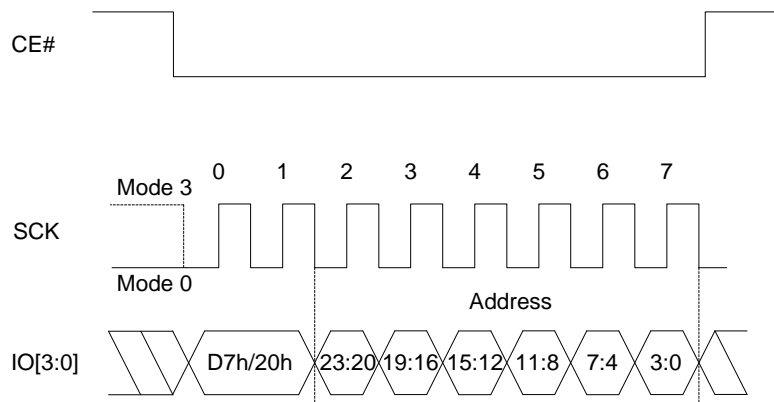 CE#
0 1 2 3 4 5 6 7
Mode 3
SCK
Mode 0
Address
IO[3:0] D7h/20h 23:20 19:16 15:12 11:8 7:4 3:0